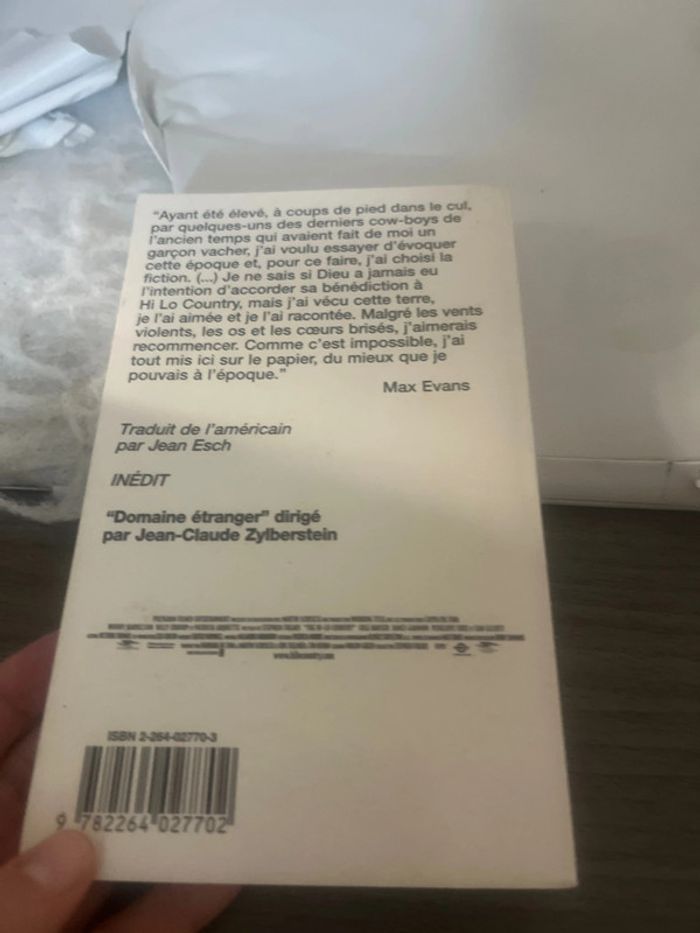 “Ayant été élevé, à coups de pied dans le cul,
par quelques-uns des derniers cow-boys de
l'ancien temps qui avaient fait de moi un
garçon vacher, j'ai voulu essayer d'évoquer
cette époque et, pour ce faire, j'ai choisi la
fiction. (...) Je ne sais si Dieu a jamais eu
l'intention d'accorder sa bénédiction à
Hi Lo Country, mais j'ai vécu cette terre,
je l'ai aimée et je l'ai racontée. Malgré les vents
violents, les os et les cœurs brisés, j'aimerais
recommencer. Comme c'est impossible, j'ai
tout mis ici sur le papier, du mieux que je
pouvais à l'époque.”
Max Evans
Traduit de l'américain
par Jean Esch
INÉDIT
“Domaine étranger” dirigé
par Jean-Claude Zylberstein
ISBN 2-264-02770-3
9 782264 027702